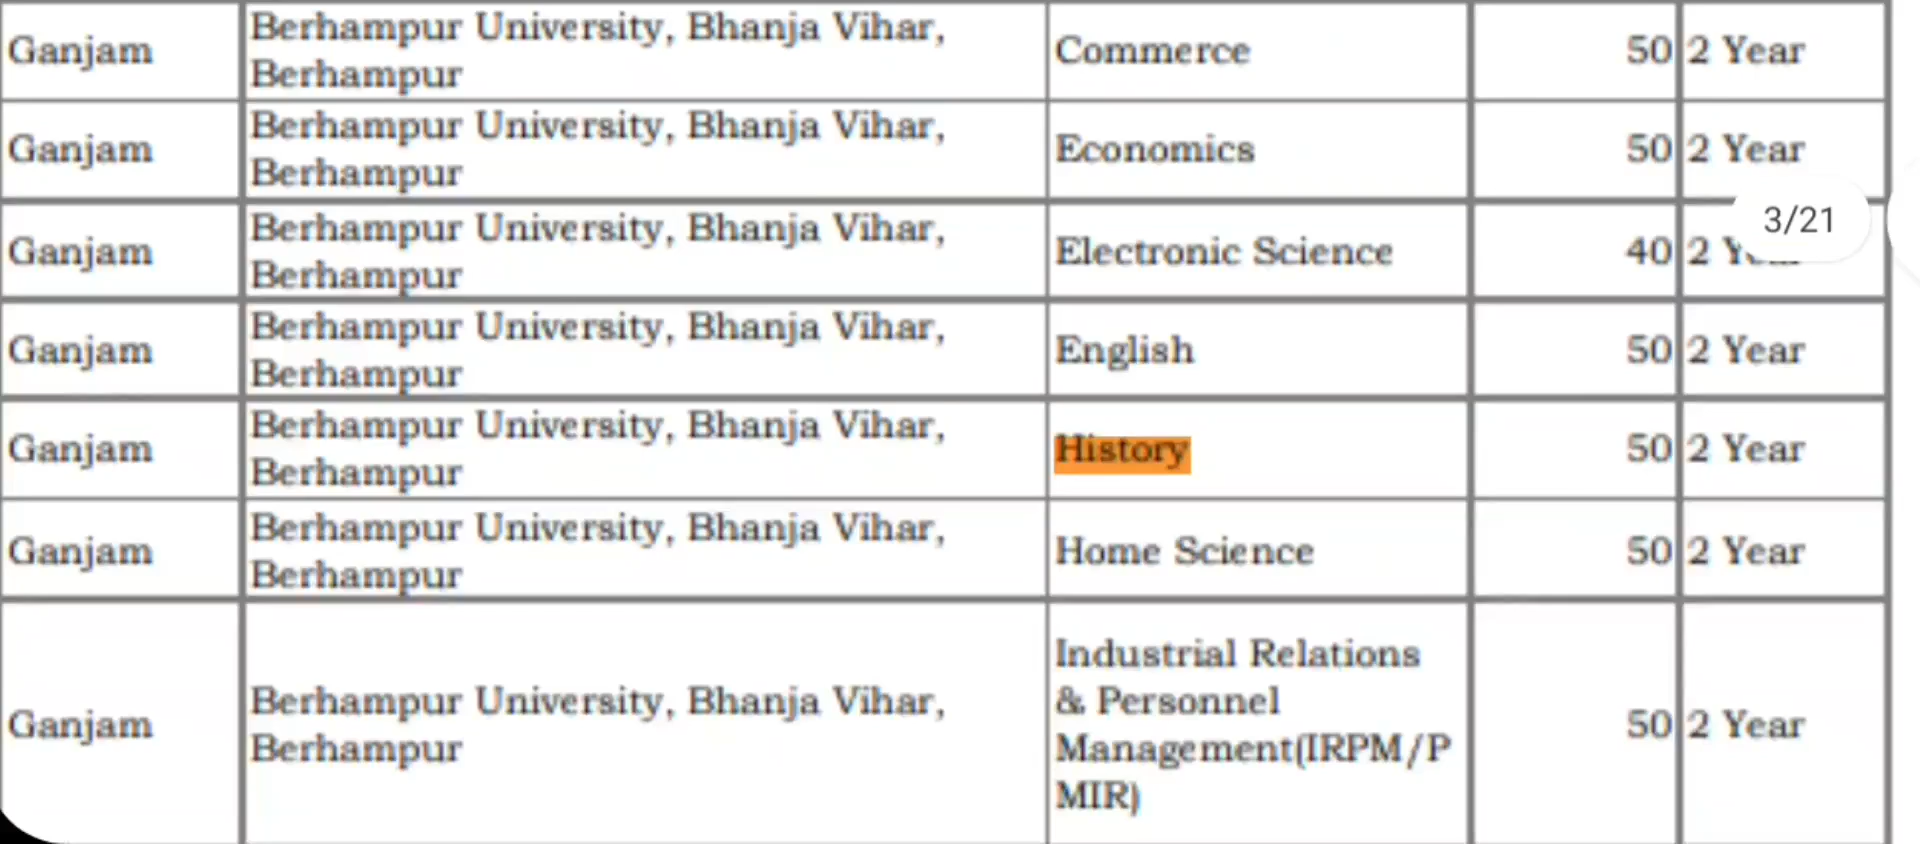 Ganjam Berhampur University, Bhanja Vihar, Berhampur Commerce 50 2 Year
Ganjam Berhampur University, Bhanja Vihar, Berhampur Economics 50 2 Year
3/21
Ganjam Berhampur University, Bhanja Vihar, Berhampur Electronic Science 40 2
Ganjam Berhampur University, Bhanja Vihar, Berhampur English 50 2 Year
Ganjam Berhampur University, Bhanja Vihar, Berhampur History 50 2 Year
Ganjam Berhampur University, Bhanja Vihar, Berhampur Home Science 50 2 Year
Ganjam Berhampur University, Bhanja Vihar, Berhampur Industrial Relations & Personnel Management(IRPM/PMIR) 50 2 Year